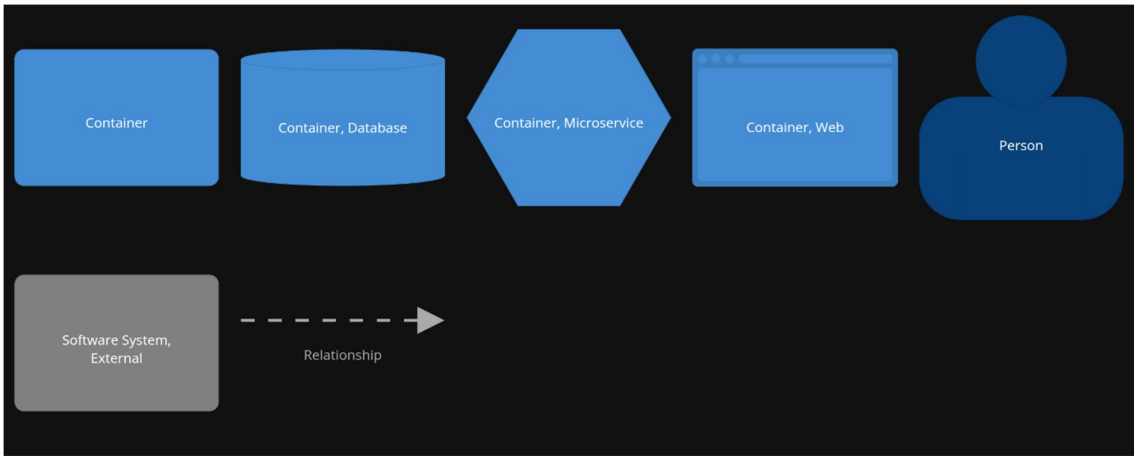 Container
Container, Database
Container, Microservice
Container, Web
Person
Software System,
External
Relationship